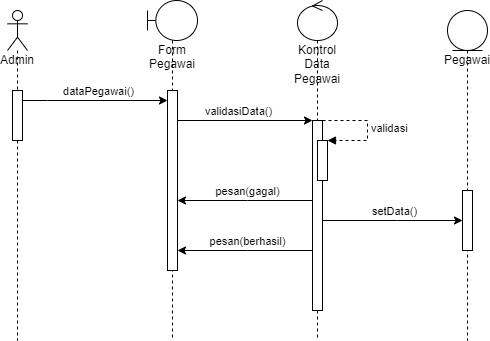 Admin
Form
Pegawai
Kontrol
Data
Pegawai
Pegawai
dataPegawai()
validasiData()
validasi
pesan(gagal)
setData()
pesan(berhasil)